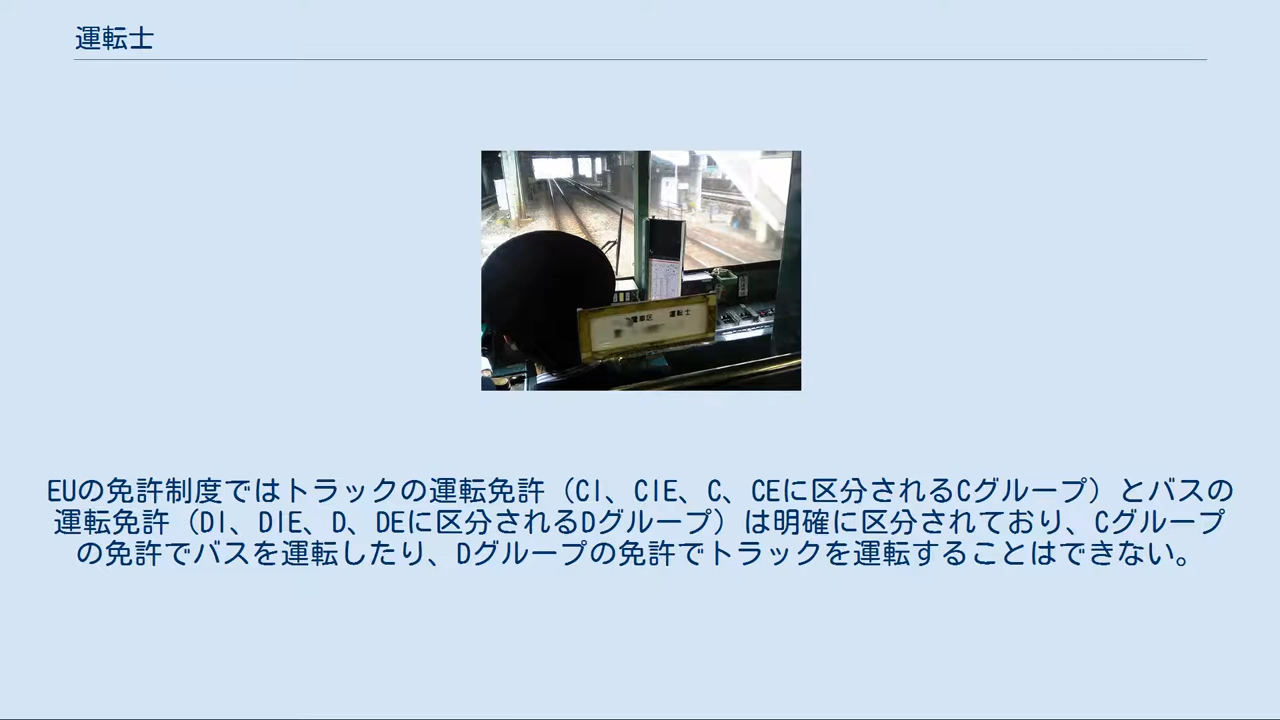 運転士
運転士
EUの免許制度ではトラックの運転免許（CI、CIE、C、CEに区分されるCグループ）とバスの
運転免許（DI、DIE、D、DEに区分されるDグループ）は明確に区分されており、Cグループ
の免許でバスを運転したり、Dグループの免許でトラックを運転することはできない。